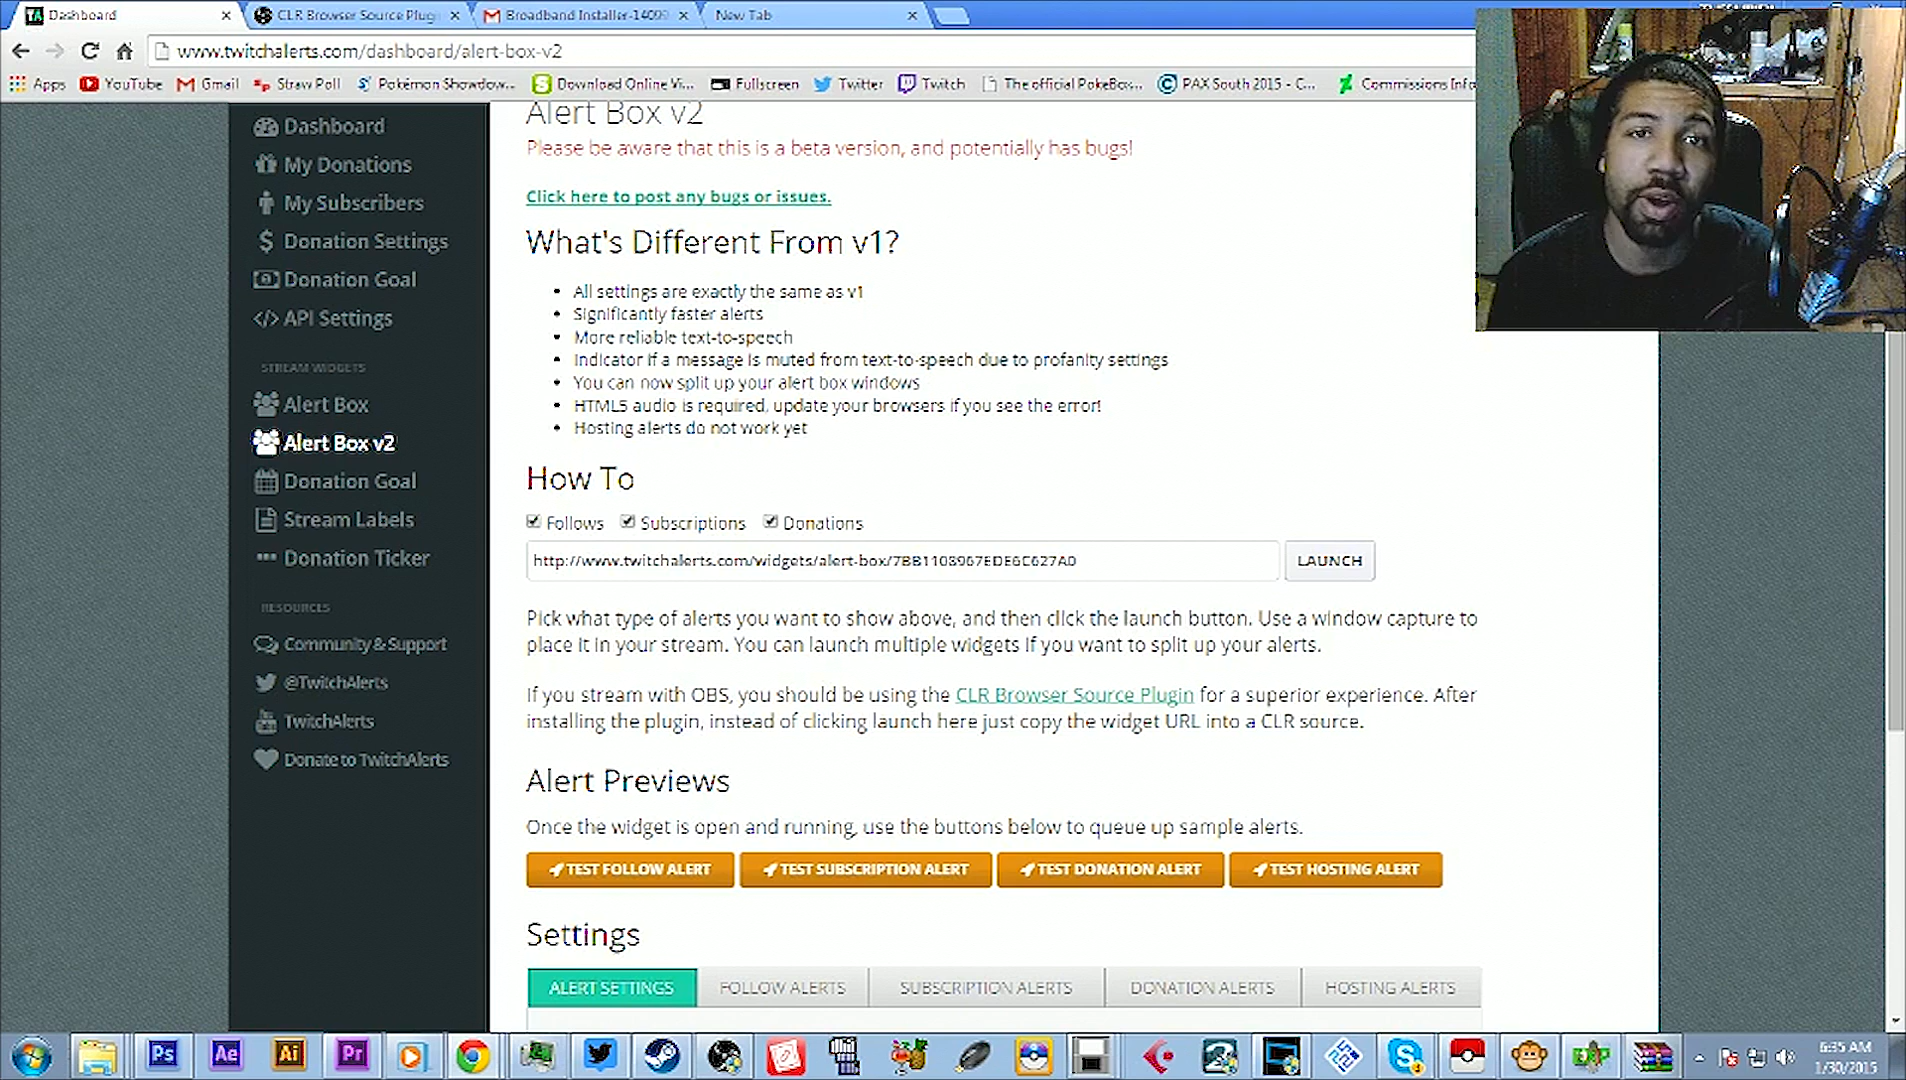 Dashboard
CLR Browser Source Plug
Broadband Installer-14099
New Tab
www.twitchalerts.com/dashboard/alert-box-v2
Apps
YouTube
Gmail
Straw Poll
Pokémon Showdow...
Download Online Vi...
Fullscreen
Twitter
Twitch
The official PokeBox...
PAX South 2015 - C...
Commissions Info
Dashboard
My Donations
My Subscribers
Donation Settings
Donation Goal
API Settings
STREAM WIDGETS
Alert Box
Alert Box v2
Donation Goal
Stream Labels
Donation Ticker
RESOURCES
Community & Support
@TwitchAlerts
TwitchAlerts
Donate to TwitchAlerts
Alert Box v2
Please be aware that this is a beta version, and potentially has bugs!
Click here to post any bugs or issues.
What's Different From v1?
• All settings are exactly the same as v1
• Significantly faster alerts
• More reliable text-to-speech
• Indicator if a message is muted from text-to-speech due to profanity settings
• You can now split up your alert box windows
• HTML5 audio is required, update your browsers if you see the error!
• Hosting alerts do not work yet
How To
Follows Subscriptions Donations
http://www.twitchalerts.com/widgets/alert-box/7BB1108967EDE6C627A0
LAUNCH
Pick what type of alerts you want to show above, and then click the launch button. Use a window capture to
place it in your stream. You can launch multiple widgets if you want to split up your alerts.
If you stream with OBS, you should be using the CLR Browser Source Plugin for a superior experience. After
installing the plugin, instead of clicking launch here just copy the widget URL into a CLR source.
Alert Previews
Once the widget is open and running, use the buttons below to queue up sample alerts.
TEST FOLLOW ALERT
TEST SUBSCRIPTION ALERT
TEST DONATION ALERT
TEST HOSTING ALERT
Settings
ALERT SETTINGS
FOLLOW ALERTS
SUBSCRIPTION ALERTS
DONATION ALERTS
HOSTING ALERTS
Ps
Ae
Ai
Pr
6:35 AM
1/30/2015